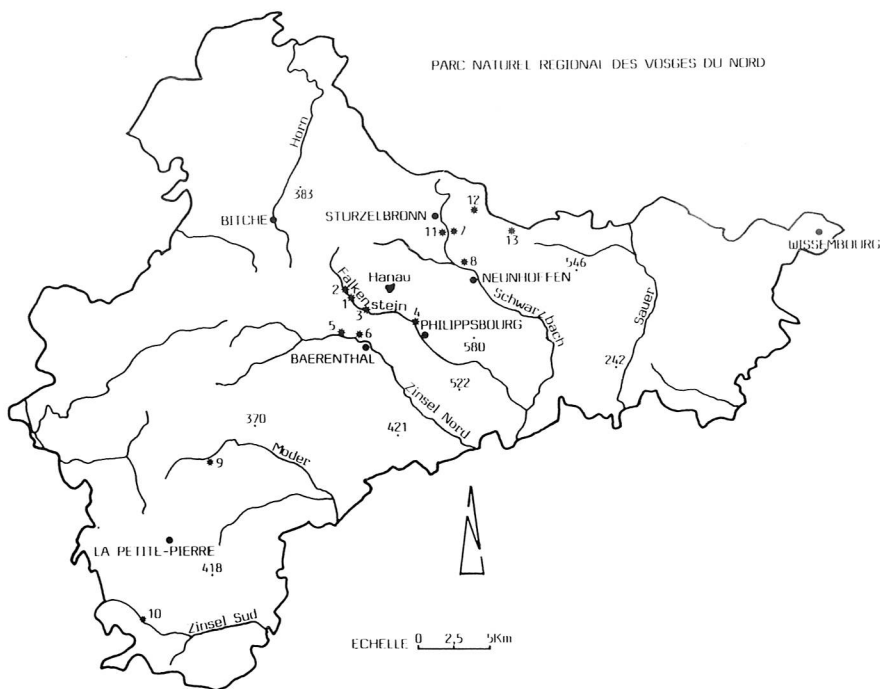 PARC NATUREL REGIONAL DES VOSGES DU NORD
Horn
383
BITCHE
STURZELBRONN
12
11
7
13
WISSEMBOURG
8
546
Hanau
NEUNHOFFEN
2
1
Falkenstein
3
4
Schwarzbach
Sauer
PHILIPPSBOURG
5
6
580
BAERENTHAL
242
522
Zinsel Nord
370
421
Moder
9
LA PETITE-PIERRE
418
10
Zinsel Sud
ECHELLE 0 2,5 5Km